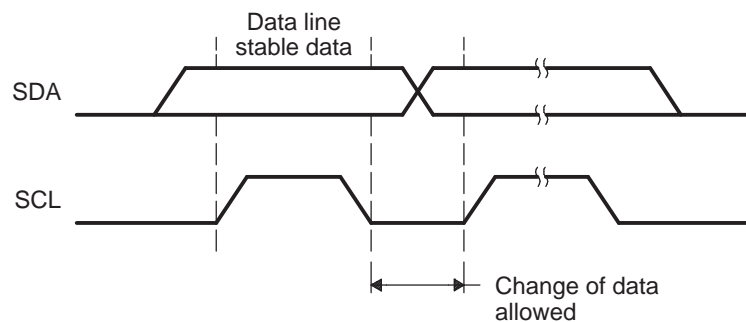 Data line
stable data
SDA
SCL
Change of data
allowed